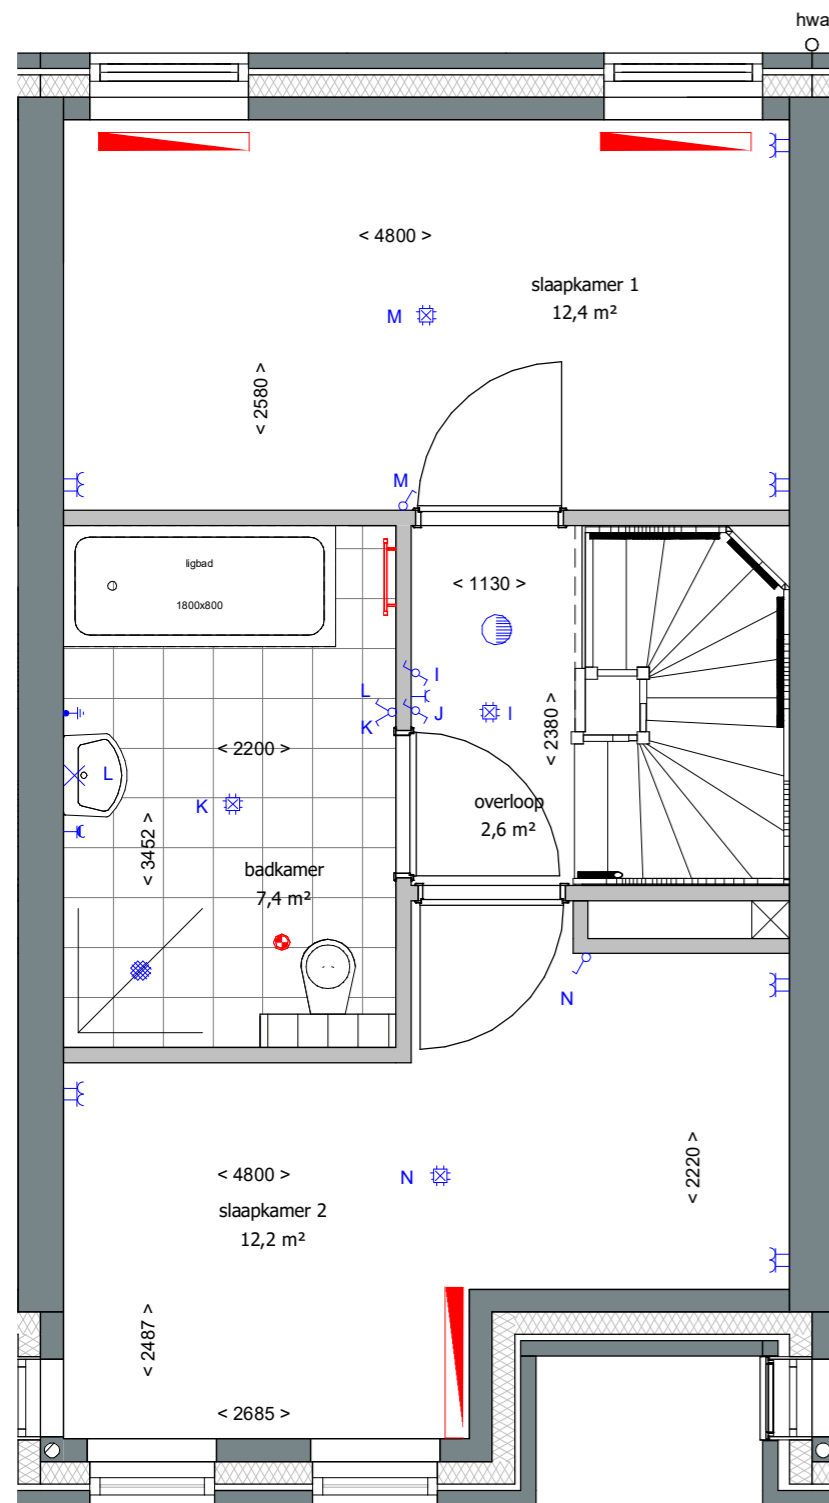 hwa
< 4800 >
slaapkamer 1
12,4 m²
M
< 2580 >
M
ligbad
1800x800
< 1130 >
I
L
K
J
I
< 2380 >
< 2200 >
L
K
overloop
2,6 m²
< 3452 >
badkamer
7,4 m²
N
< 4800 >
N
< 2220 >
slaapkamer 2
12,2 m²
< 2487 >
< 2685 >